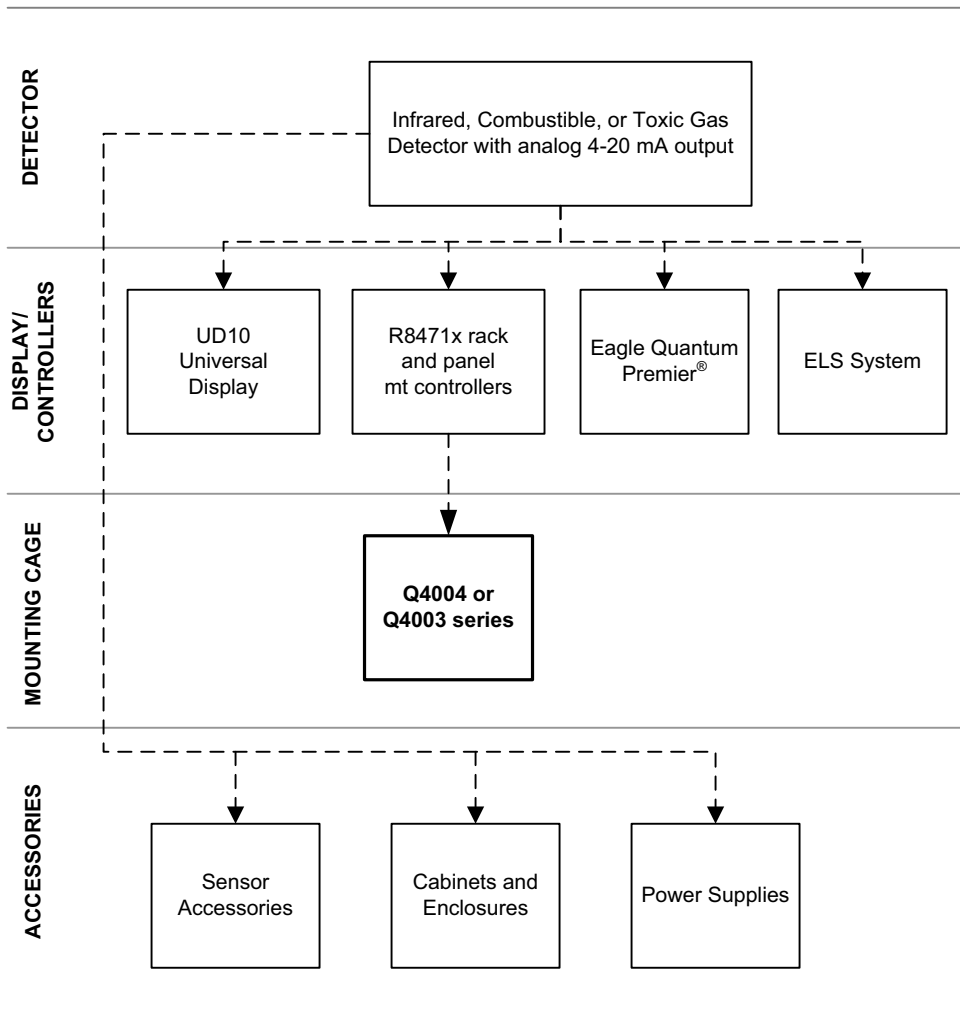 DETECTOR
Infrared, Combustible, or Toxic Gas
Detector with analog 4-20 mA output
DISPLAY/
CONTROLLERS
UD10
Universal
Display
R8471x rack
and panel
mt controllers
Eagle Quantum
Premier®
ELS System
MOUNTING CAGE
Q4004 or
Q4003 series
ACCESSORIES
Sensor
Accessories
Cabinets and
Enclosures
Power Supplies